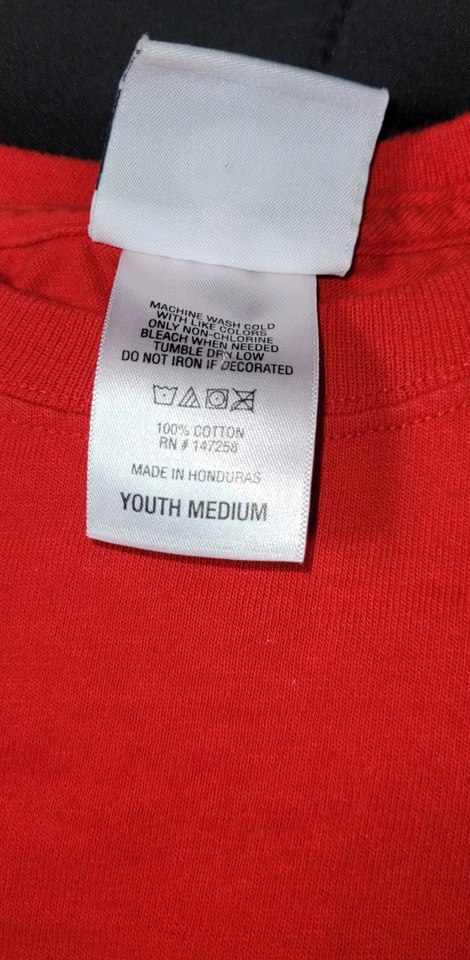 MACHINE WASH COLD
WITH LIKE COLORS
ONLY NON-CHLORINE
BLEACH WHEN NEEDED
TUMBLE DRY LOW
DO NOT IRON IF DECORATED
100% COTTON
RN # 147258
MADE IN HONDURAS
YOUTH MEDIUM